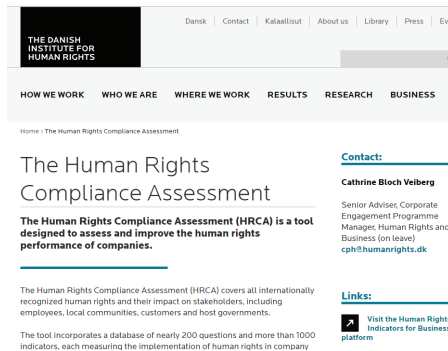 Dansk Contact Kalaallisut About us Library Press
THE DANISH
INSTITUTE FOR
HUMAN RIGHTS
HOW WE WORK WHO WE ARE WHERE WE WORK RESULTS RESEARCH BUSINESS
Home › The Human Rights Compliance Assessment
The Human Rights
Compliance Assessment
The Human Rights Compliance Assessment (HRCA) is a tool
designed to assess and improve the human rights
performance of companies.
The Human Rights Compliance Assessment (HRCA) covers all internationally
recognized human rights and their impact on stakeholders, including
employees, local communities, customers and host governments.
The tool incorporates a database of nearly 200 questions and more than 1000
indicators, each measuring the implementation of human rights in company
Contact:
Cathrine Bloch Veiberg
Senior Adviser, Corporate
Engagement Programme
Manager, Human Rights and
Business (on leave)
cph@humanrights.dk
Links:
Visit the Human Rights
Indicators for Business
platform